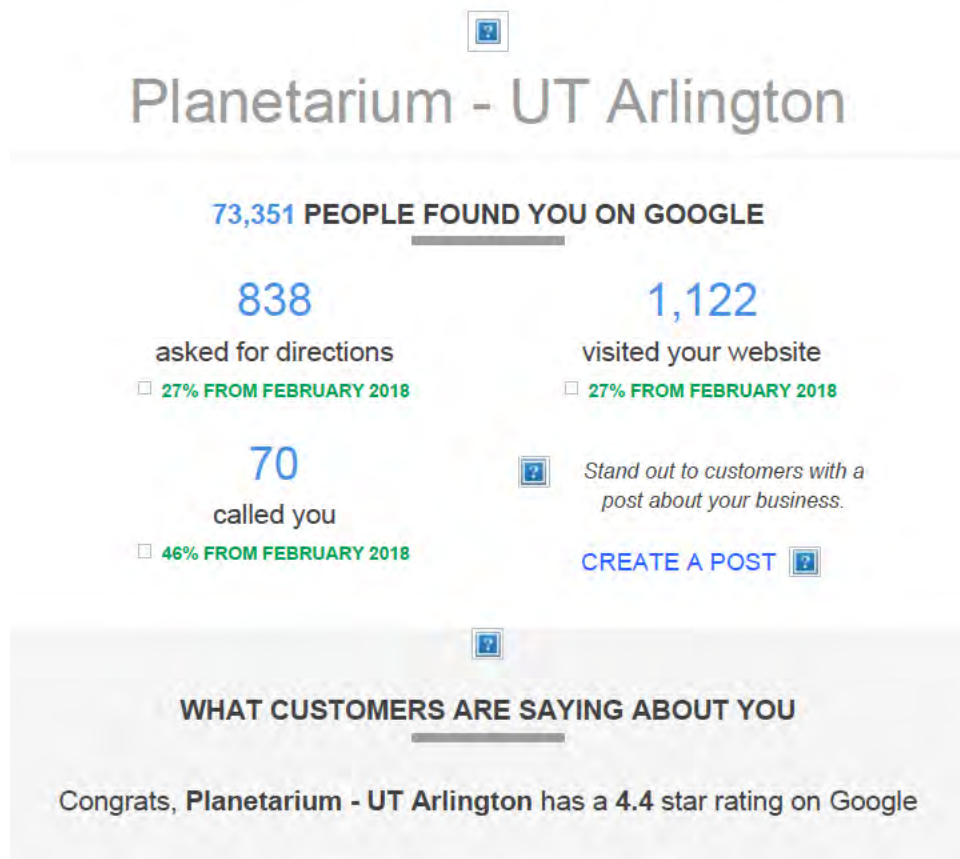 Planetarium - UT Arlington
73,351 PEOPLE FOUND YOU ON GOOGLE
838
asked for directions
27% FROM FEBRUARY 2018
1,122
visited your website
27% FROM FEBRUARY 2018
70
called you
46% FROM FEBRUARY 2018
Stand out to customers with a
post about your business.
CREATE A POST
WHAT CUSTOMERS ARE SAYING ABOUT YOU
Congrats, Planetarium - UT Arlington has a 4.4 star rating on Google